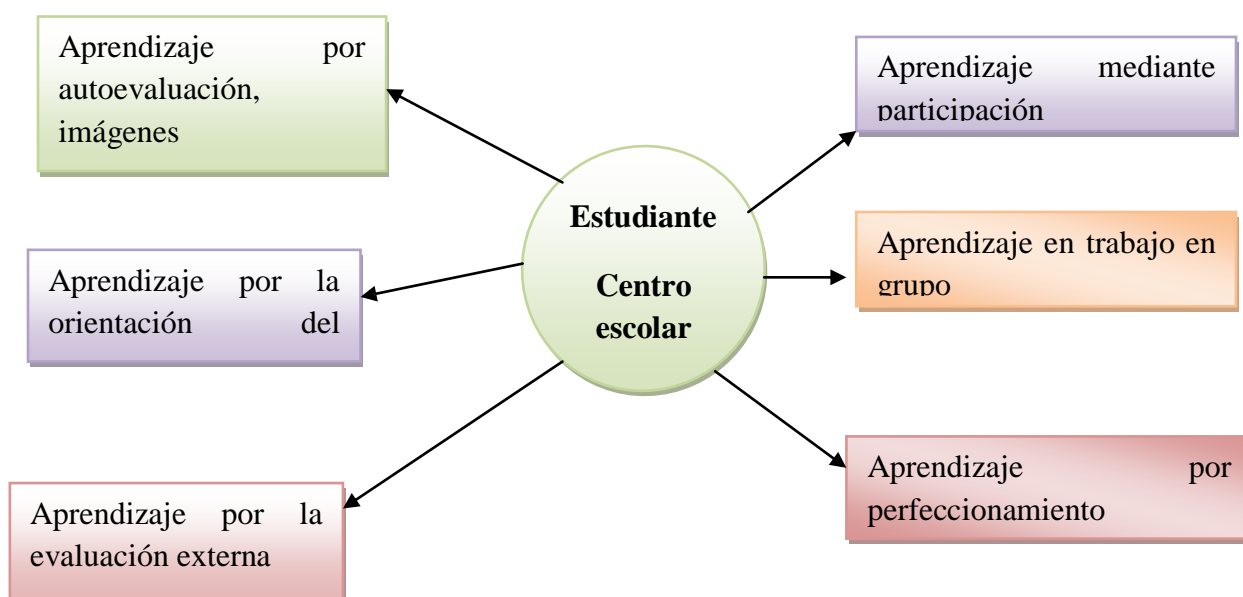 Aprendizaje por
autoevaluación,
imágenes
Aprendizaje mediante
participación
Estudiante
Centro
escolar
Aprendizaje por la
orientación del
Aprendizaje en trabajo en
grupo
Aprendizaje por la
evaluación externa
Aprendizaje por
perfeccionamiento